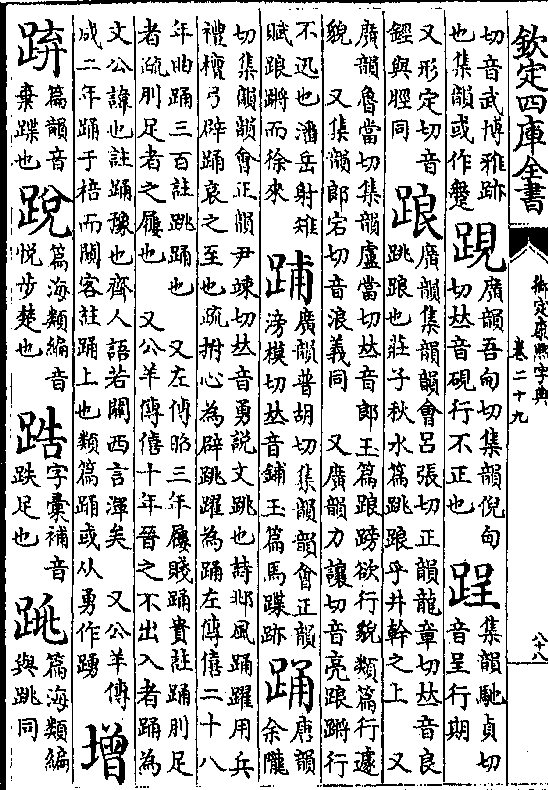 欽定四庫全書
御定康熙字典
卷二十九
八十八
切音武博雅跡
也集韻或作
廣韻吾甸切集韻倪甸
切𠀤音硯行不正也
集韻馳貞切
音呈行期
又形定切音
鋞與脛同
踉
廣韻集韻韻會呂張切正韻龍章切𠀤音良
跳踉也莊子秋水篇跳踉乎井幹之上 又
廣韻魯當切集韻盧當切𠀤音郎玉篇踉蹡欲行貌類篇行遽
貌 又集韻郎宕切音浪義同 又廣韻力讓切音亮踉蹡行
不迅也潘岳射雉
賦踉蹡而徐來
廣韻普胡切集韻韻會正韻
滂模切𠀤音鋪玉篇馬蹀跡
踊
唐韻
余隴
切集韻韻會正韻尹竦切𠀤音勇說文跳也詩邶風踊躍用兵
禮檀弓辟踊哀之至也疏拊心為辟跳躍為踊左傳僖二十八
年曲踊三百註跳踊也 又左傳昭三年屨賤踊貴註踊刖足
者疏刖足者之屨也 又公羊傳僖十年晉之不出入者踊為
文公諱也註踊豫也齊人語若關西言渾矣 又公羊傳
成二年踊于棓而闚客註踊上也類篇踊或从勇作踴
增
篇韻音
棄蹀也
篇海類編音
悅步楚也
字彙補音
跌足也
篇海類編
與跳同